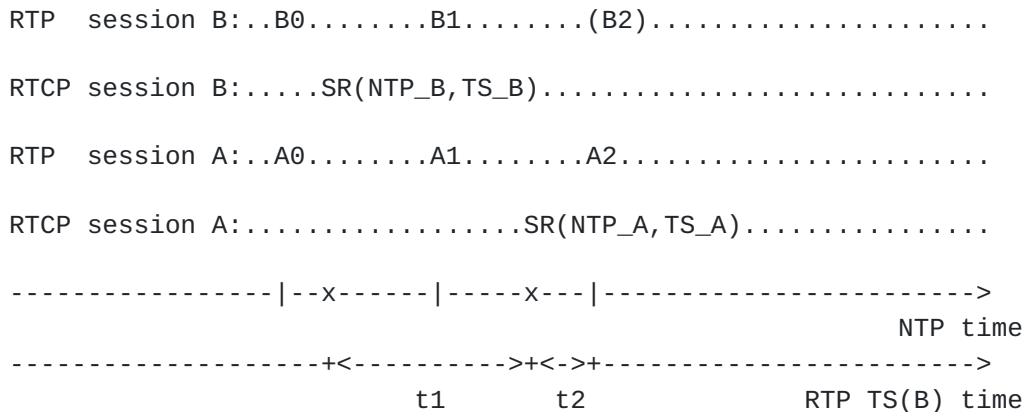 RTP  session B:..B0........B1........(B2)......................
RTCP session B:.....SR(NTP_B,TS_B).............................
RTP  session A:..A0........A1........A2........................
RTCP session A:..................SR(NTP_A,TS_A)................
-----------------|--x------|-----x---|------------------------>
NTP time
--------------------+<---------->+<->+------------------------>
t1       t2            RTP TS(B) time